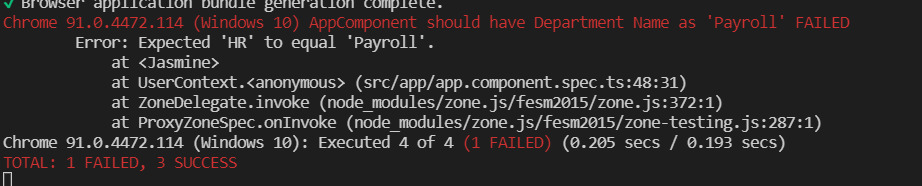 ✓ Browser application bundle generation complete.
Chrome 91.0.4472.114 (Windows 10) AppComponent should have Department Name as 'Payroll' FAILED
Error: Expected 'HR' to equal 'Payroll'.
at <Jasmine>
at UserContext.<anonymous> (src/app/app.component.spec.ts:48:31)
at ZoneDelegate.invoke (node_modules/zone.js/fesm2015/zone.js:372:1)
at ProxyZoneSpec.onInvoke (node_modules/zone.js/fesm2015/zone-testing.js:287:1)
Chrome 91.0.4472.114 (Windows 10): Executed 4 of 4 (1 FAILED) (0.205 secs / 0.193 secs)
TOTAL: 1 FAILED, 3 SUCCESS